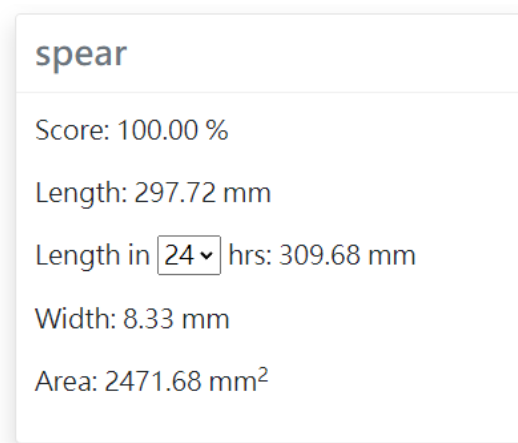 spear
Score: 100.00 %
Length: 297.72 mm
Length in 24 hrs: 309.68 mm
Width: 8.33 mm
Area: 2471.68 mm²